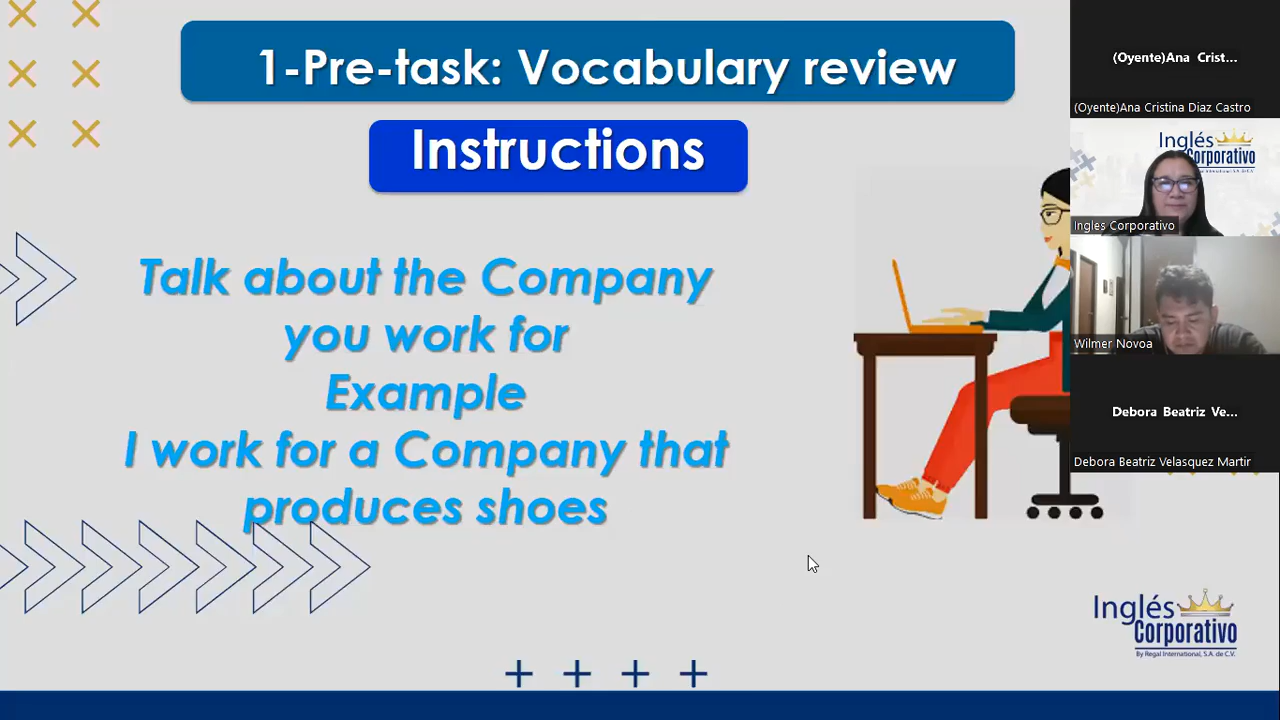 1-Pre-task: Vocabulary review
Instructions
Talk about the Company
you work for
Example
I work for a Company that
produces shoes
(Oyente)Ana Crist...
(Oyente)Ana Cristina Diaz Castro
Inglés
Corporativo
Ingles Corporativo
Wilmer Novoa
Debora Beatriz Ve...
Debora Beatriz Velasquez Martir
Inglés
Corporativo
By Regal International, S.A. de C.V.